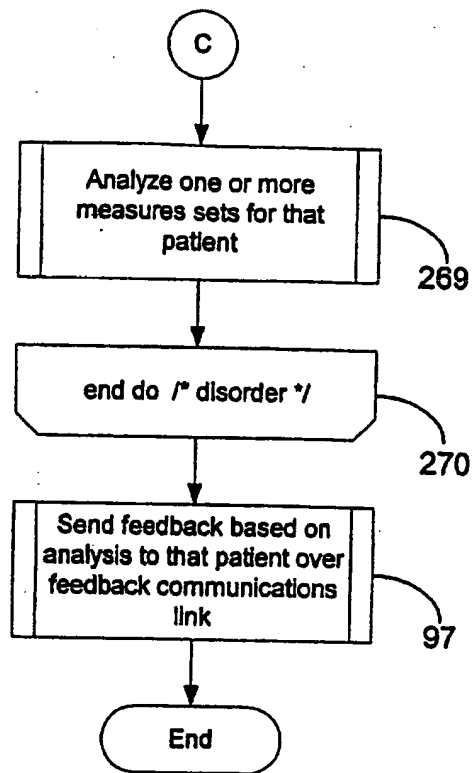 C
Analyze one or more
measures sets for that
patient
269
end do /* disorder */
270
Send feedback based on
analysis to that patient over
feedback communications
link
97
End